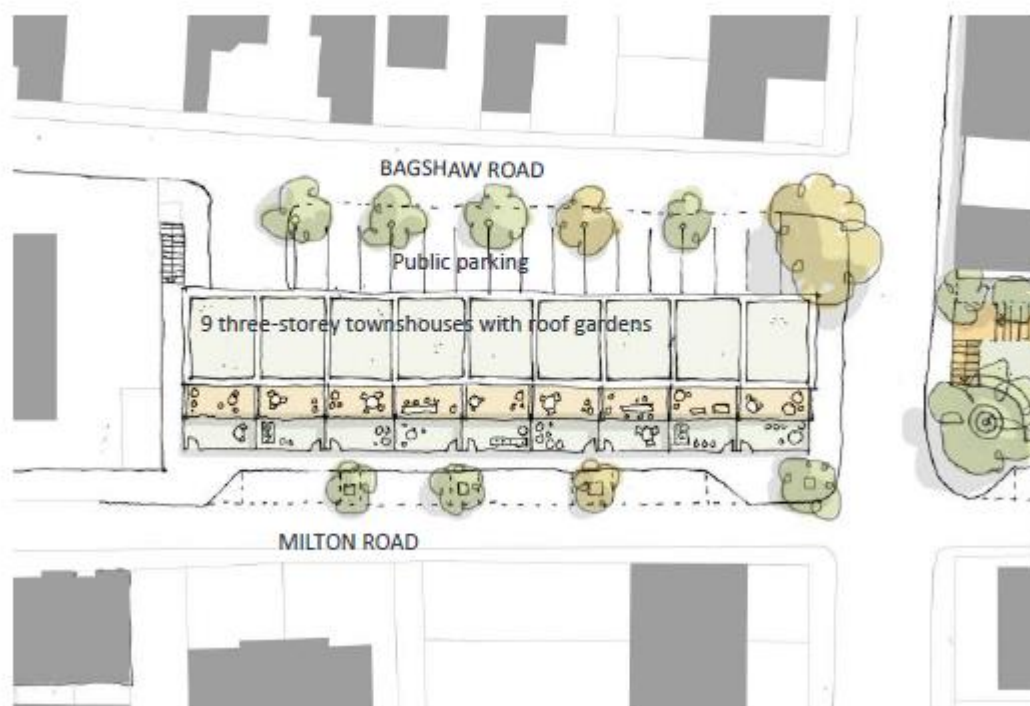 BAGSHAW ROAD
Public parking
9 three-storey townshouses with roof gardens
MILTON ROAD